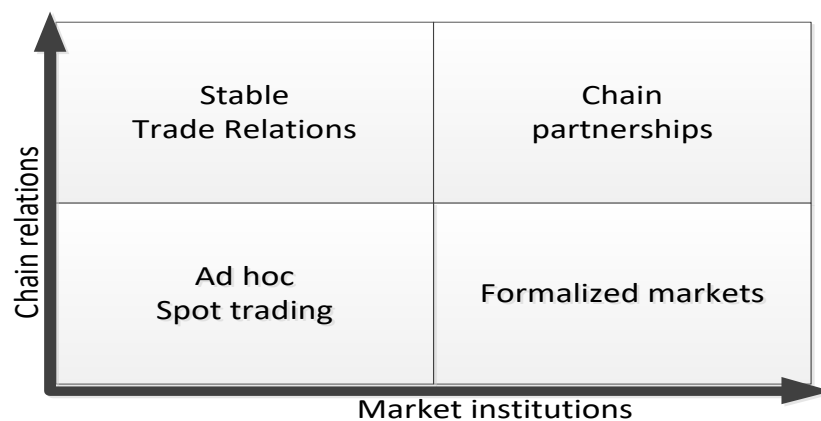 Stable
Trade Relations
Chain
partnerships
Ad hoc
Spot trading
Formalized markets
Chain relations
Market institutions